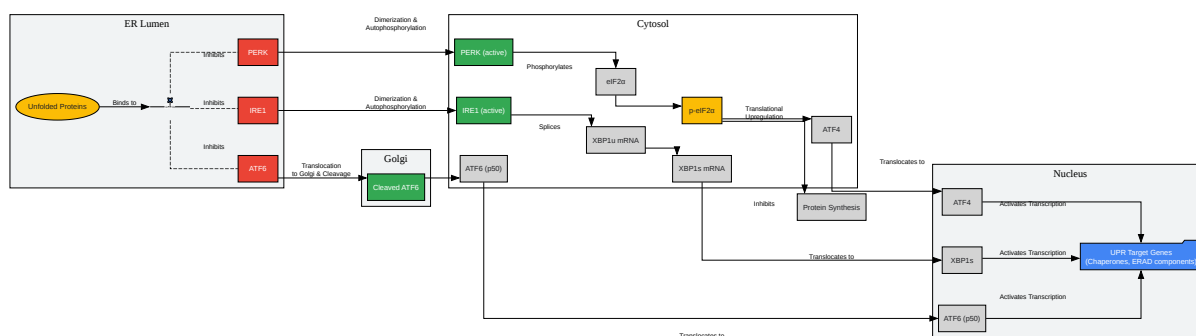 ER Lumen
Cytosol
Golgi
Nucleus
Unfolded Proteins
Binds to
Inhibits
Inhibits
Inhibits
PERK
IRE1
ATF6
Dimerization &
Autophosphorylation
Dimerization &
Autophosphorylation
Translocation
to Golgi & Cleavage
Cleaved ATF6
PERK (active)
Phosphorylates
eIF2α
p-eIF2α
Translational
Upregulation
ATF4
IRE1 (active)
Splices
XBP1u mRNA
XBP1s mRNA
ATF6 (p50)
Inhibits
Protein Synthesis
Translocates to
Translocates to
Translocates to
ATF4
Activates Transcription
XBP1s
Activates Transcription
UPR Target Genes
(Chaperones, ERAD components)
ATF6 (p50)
Activates Transcription